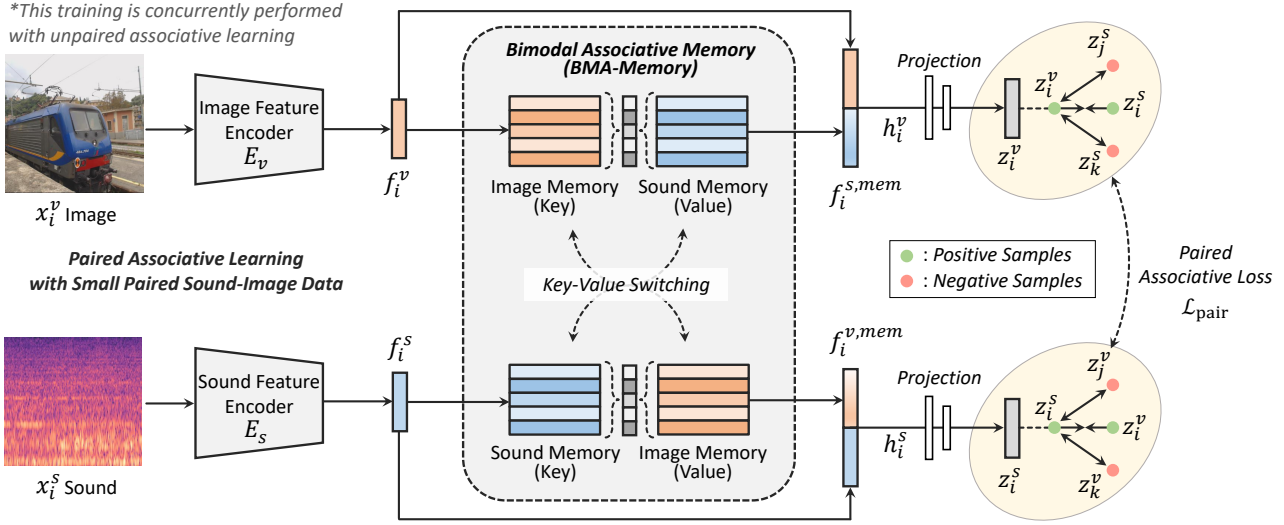 *This training is concurrently performed
with unpaired associative learning
Image Feature
Encoder
E_v
x_i^v Image
f_i^v
Bimodal Associative Memory
(BMA-Memory)
Image Memory
(Key)
Sound Memory
(Value)
f_i^{s,mem}
h_i^v
Projection
z_i^v
z_i^v
z_j^s
z_i^s
z_k^s
Paired Associative Learning
with Small Paired Sound-Image Data
Key-Value Switching
: Positive Samples
: Negative Samples
Paired
Associative Loss
ℒ_pair
Sound Feature
Encoder
E_s
x_i^s Sound
f_i^s
Sound Memory
(Key)
Image Memory
(Value)
f_i^{v,mem}
h_i^s
Projection
z_i^s
z_i^s
z_j^v
z_i^v
z_k^v